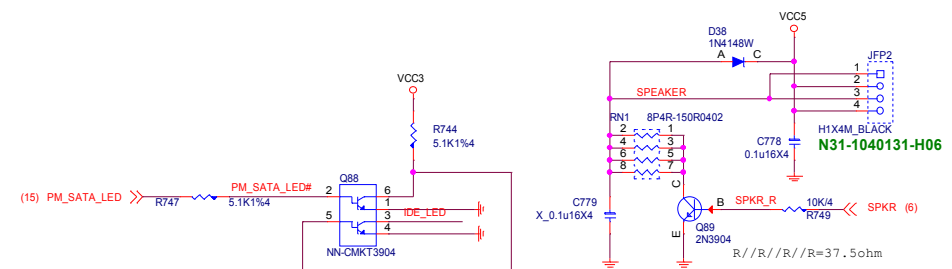 VCC5
D38
1N4148W
A C
JFP2
VCC3
1
SPEAKER
2
3
4
RN1 8P4R-150R0402
R744
5.1K1%4
2 1
4 3
6 5
8 7
H1X4M_BLACK
C778
0.1u16X4
N31-1040131-H06
Q88
(15) PM_SATA_LED
PM_SATA_LED#
R747
5.1K1%4
2 6
1
5 3
4
IDE_LED
NN-CMKT3904
C779
X_0.1u16X4
C
B
E
SPKR_R
10K/4
R749
SPKR (6)
Q89
2N3904
R//R//R//R=37.5ohm